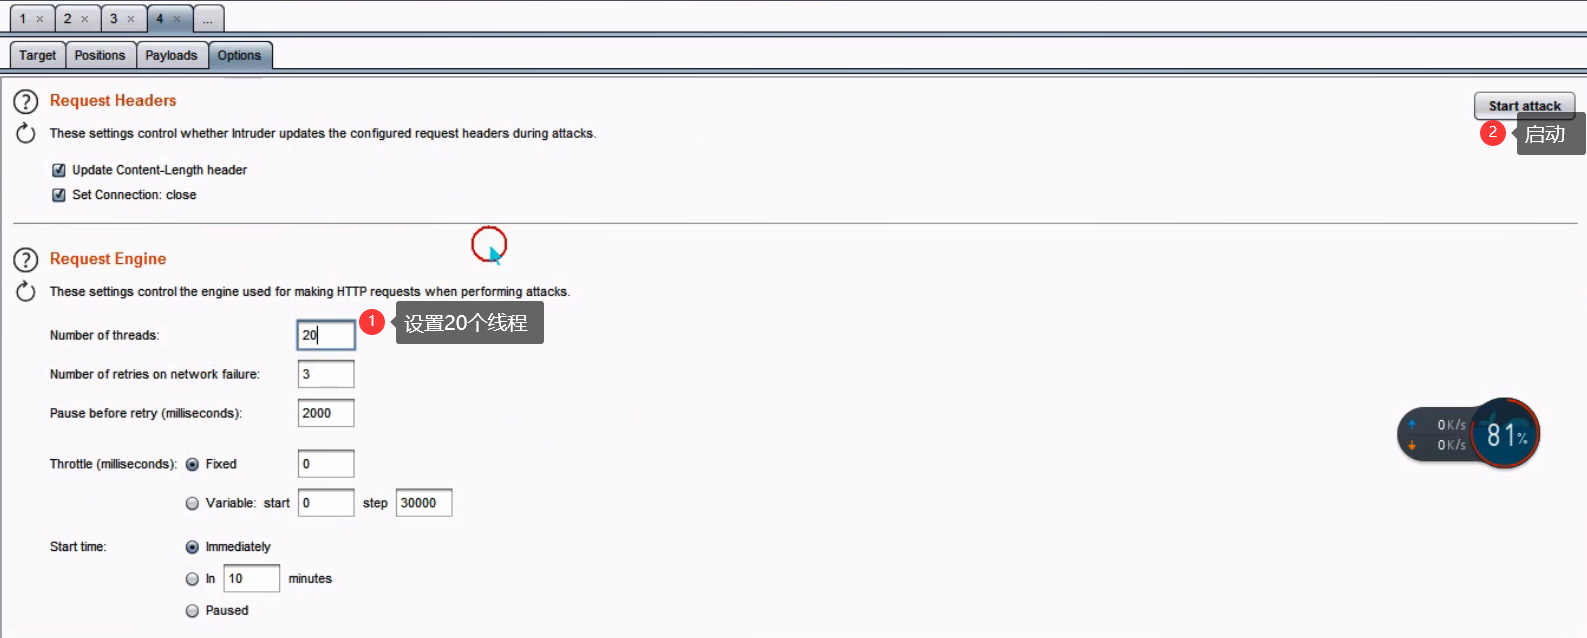 1 × 2 × 3 × 4 × ...
Target Positions Payloads Options
? Request Headers
Start attack
These settings control whether Intruder updates the configured request headers during attacks.
2 启动
Update Content-Length header
Set Connection: close
? Request Engine
These settings control the engine used for making HTTP requests when performing attacks.
Number of threads: 20 1 设置20个线程
Number of retries on network failure: 3
Pause before retry (milliseconds): 2000
0K/s
0K/s
81%
Throttle (milliseconds): Fixed 0
Variable: start 0 step 30000
Start time: Immediately
In 10 minutes
Paused